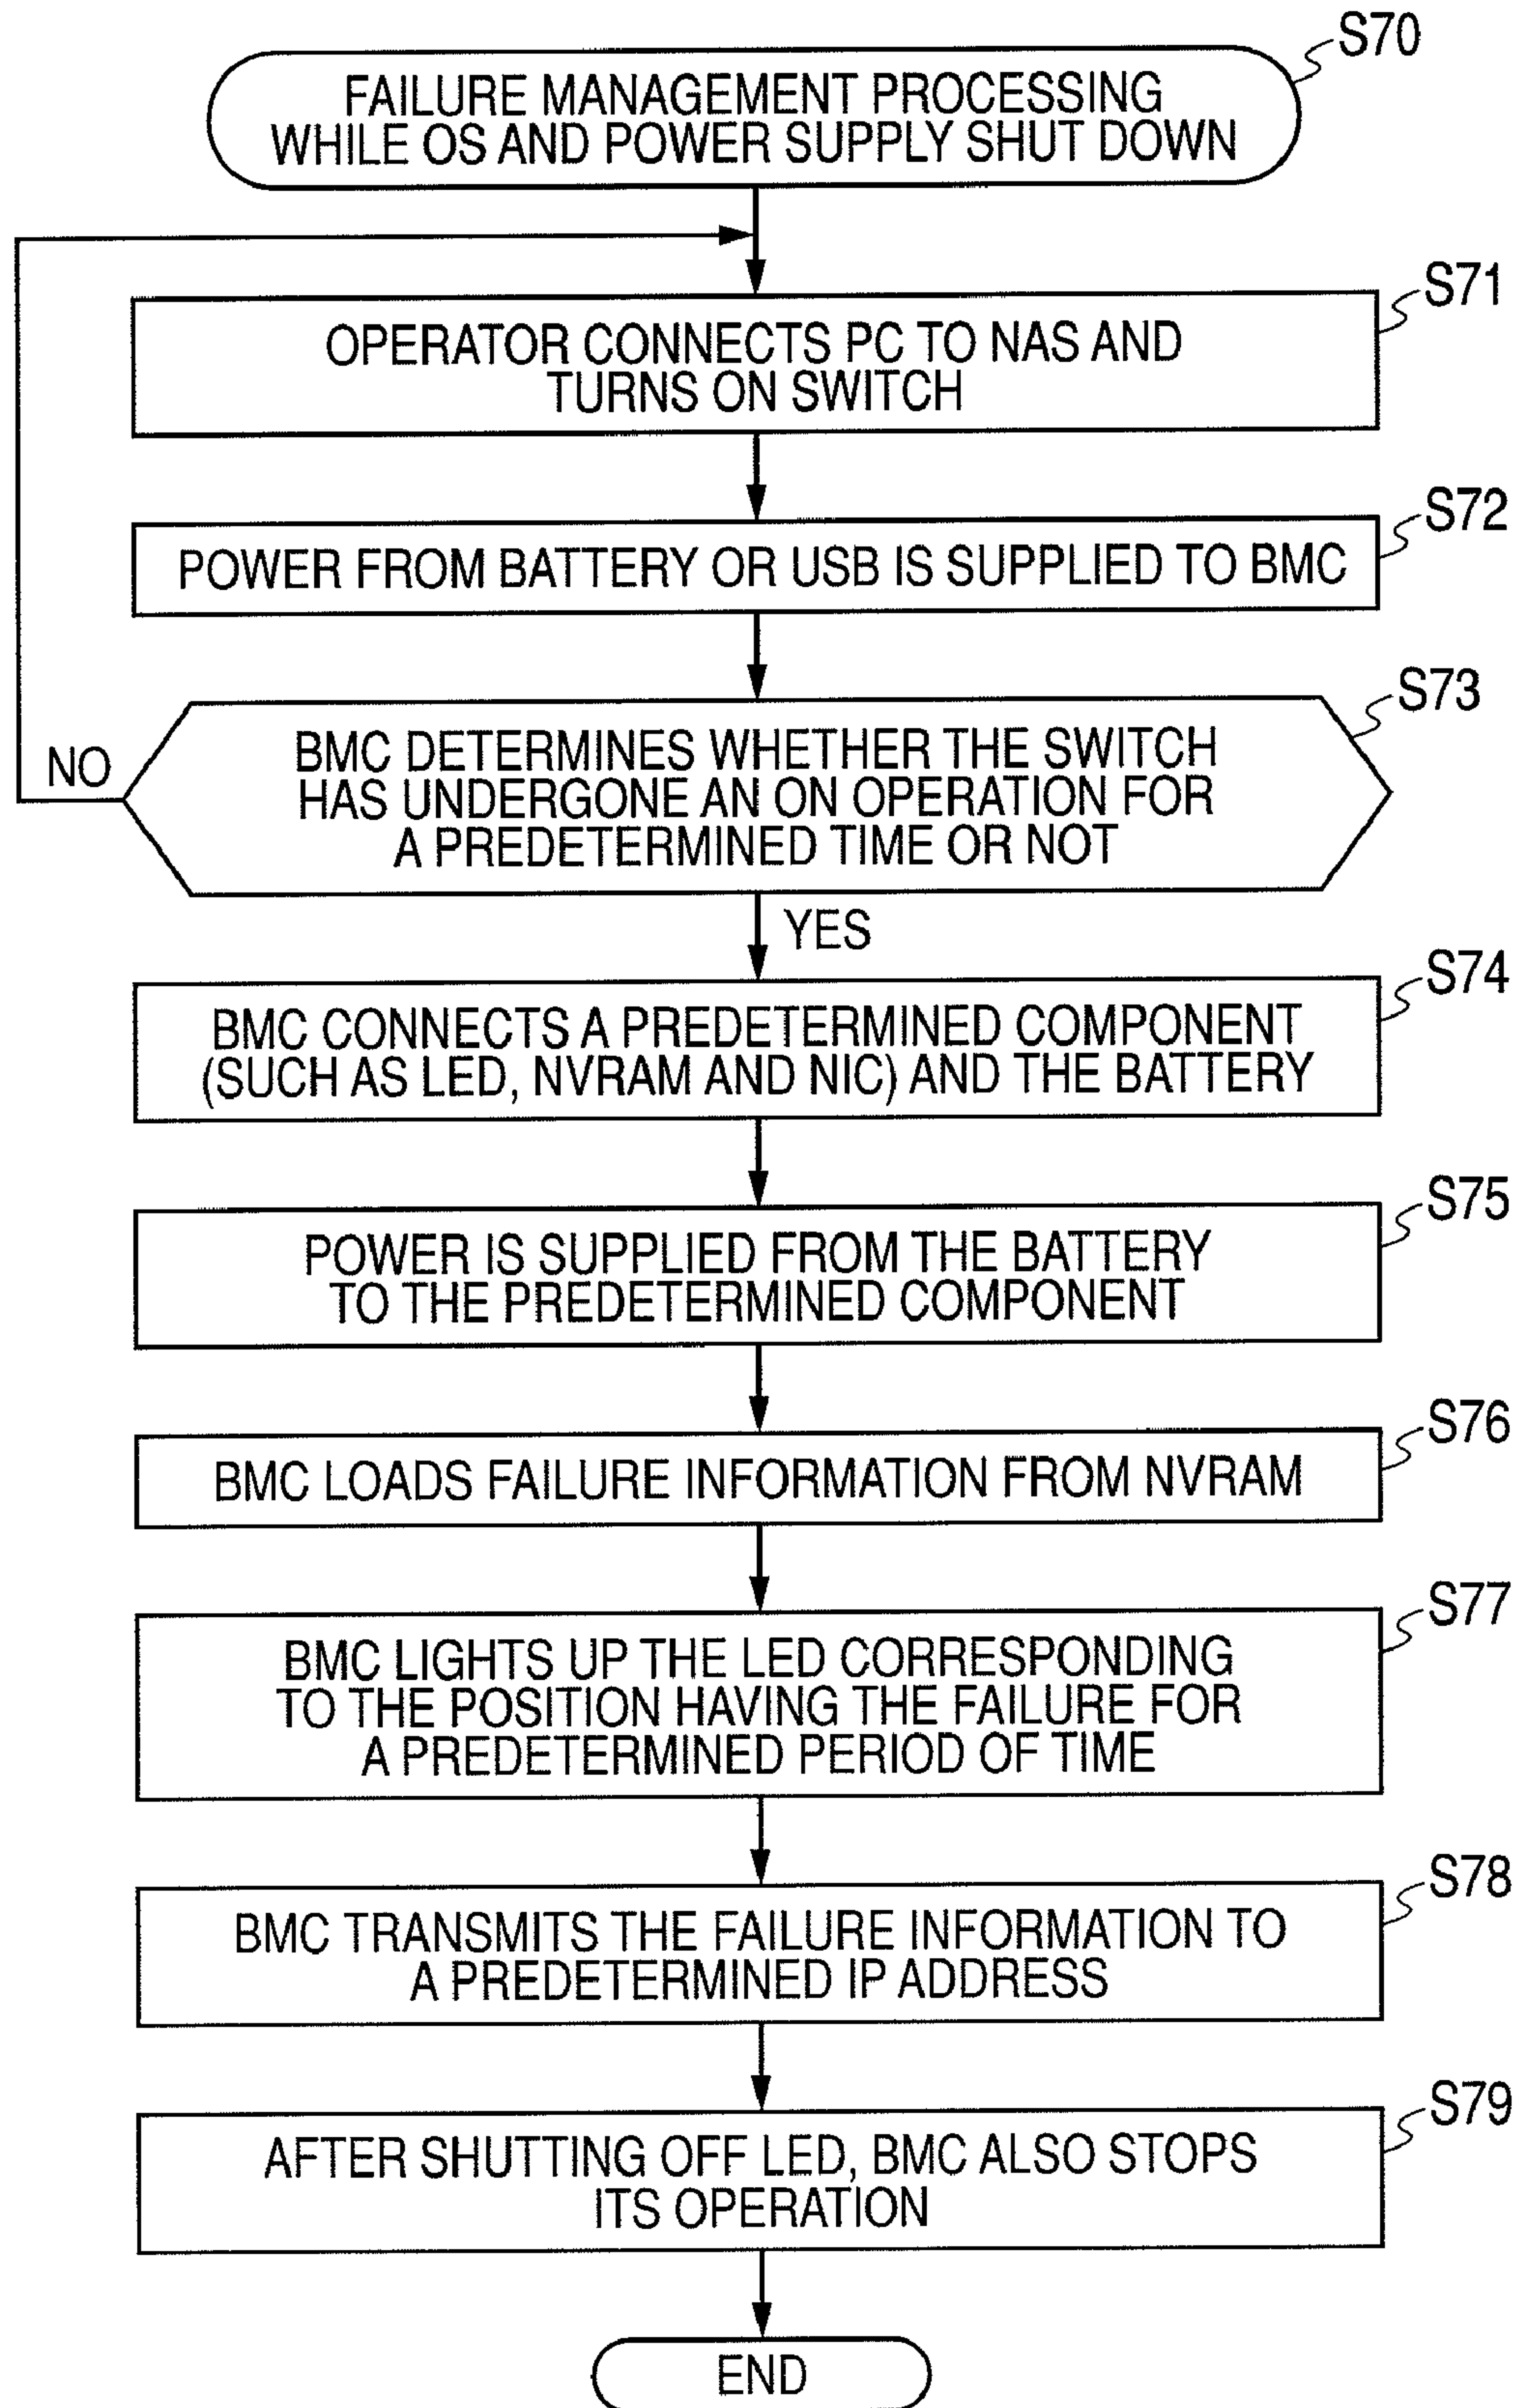 S70
FAILURE MANAGEMENT PROCESSING
WHILE OS AND POWER SUPPLY SHUT DOWN
S71
OPERATOR CONNECTS PC TO NAS AND
TURNS ON SWITCH
S72
POWER FROM BATTERY OR USB IS SUPPLIED TO BMC
S73
BMC DETERMINES WHETHER THE SWITCH
HAS UNDERGONE AN ON OPERATION FOR
A PREDETERMINED TIME OR NOT
NO
YES
S74
BMC CONNECTS A PREDETERMINED COMPONENT
(SUCH AS LED, NVRAM AND NIC) AND THE BATTERY
S75
POWER IS SUPPLIED FROM THE BATTERY
TO THE PREDETERMINED COMPONENT
S76
BMC LOADS FAILURE INFORMATION FROM NVRAM
S77
BMC LIGHTS UP THE LED CORRESPONDING
TO THE POSITION HAVING THE FAILURE FOR
A PREDETERMINED PERIOD OF TIME
S78
BMC TRANSMITS THE FAILURE INFORMATION TO
A PREDETERMINED IP ADDRESS
S79
AFTER SHUTTING OFF LED, BMC ALSO STOPS
ITS OPERATION
END